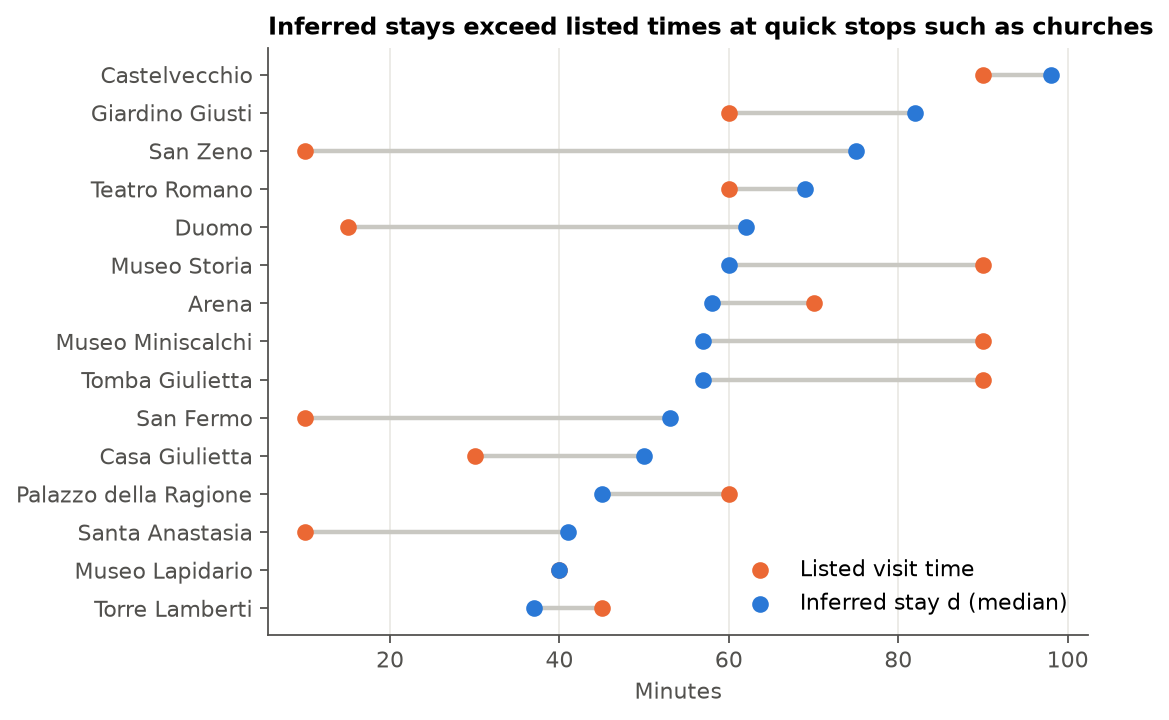 Inferred stays exceed listed times at quick stops such as churches
Castelvecchio
Giardino Giusti
San Zeno
Teatro Romano
Duomo
Museo Storia
Arena
Museo Miniscalchi
Tomba Giulietta
San Fermo
Casa Giulietta
Palazzo della Ragione
Santa Anastasia
Museo Lapidario
Torre Lamberti
Listed visit time
Inferred stay d (median)
20 40 60 80 100
Minutes